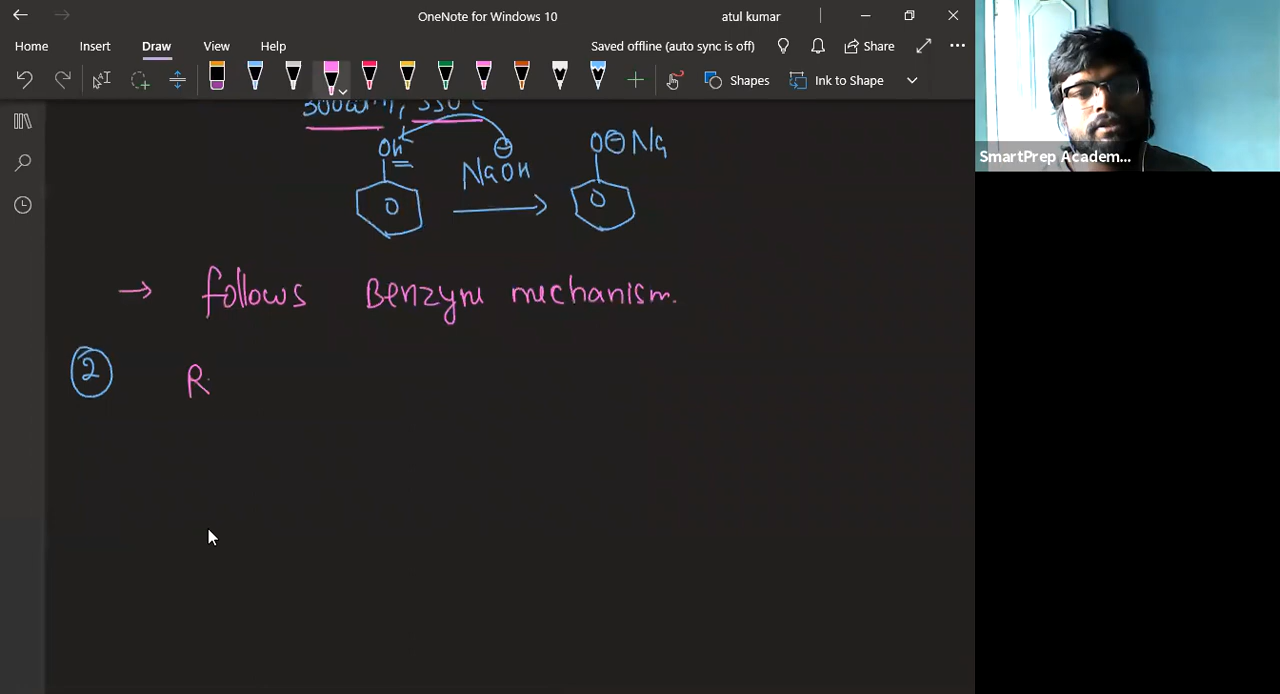 OneNote for Windows 10
atul kumar
Home Insert Draw View Help
Saved offline (auto sync is off)
Share
Shapes
Ink to Shape
SmartPrep Academ...
OH
NaOH
O⊖ Na
→ follows Benzyne mechanism.
2 R